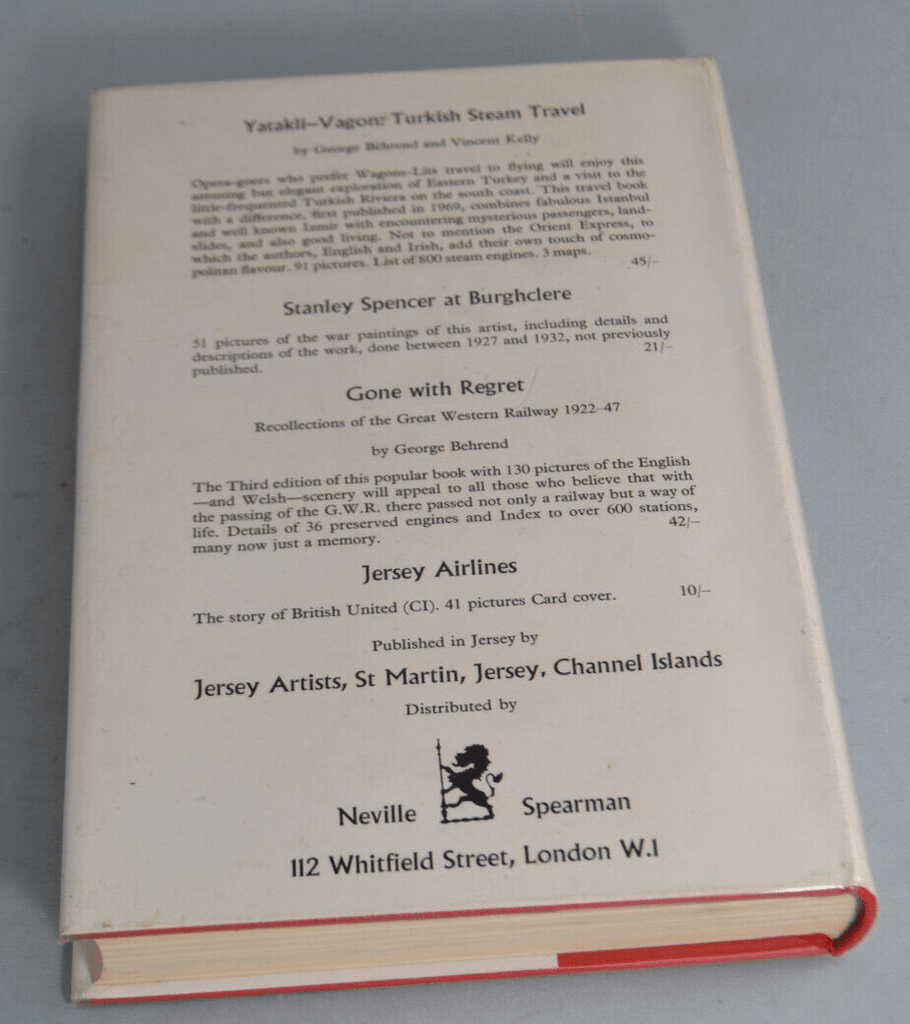 Yatakli-Vagon: Turkish Steam Travel
by George Behrend and Vincent Kelly
Opera-goers who prefer Wagons-Lits travel to flying will enjoy this
amusing but elegant exploration of Eastern Turkey and a visit to the
little-frequented Turkish Riviera on the south coast. This travel book
with a difference, first published in 1969, combines fabulous Istanbul
and well known Izmir with encountering mysterious passengers, land-
slides, and also good living. Not to mention the Orient Express, to
which the authors, English and Irish, add their own touch of cosmo-
politan flavour. 91 pictures. List of 800 steam engines. 3 maps.
45/-
Stanley Spencer at Burghclere
51 pictures of the war paintings of this artist, including details and
descriptions of the work, done between 1927 and 1932, not previously
published. 21/-
Gone with Regret
Recollections of the Great Western Railway 1922-47
by George Behrend
The Third edition of this popular book with 130 pictures of the English
—and Welsh—scenery will appeal to all those who believe that with
the passing of the G.W.R. there passed not only a railway but a way of
life. Details of 36 preserved engines and Index to over 600 stations,
many now just a memory. 42/-
Jersey Airlines
The story of British United (CI). 41 pictures Card cover. 10/-
Published in Jersey by
Jersey Artists, St Martin, Jersey, Channel Islands
Distributed by
Neville Spearman
112 Whitfield Street, London W.1